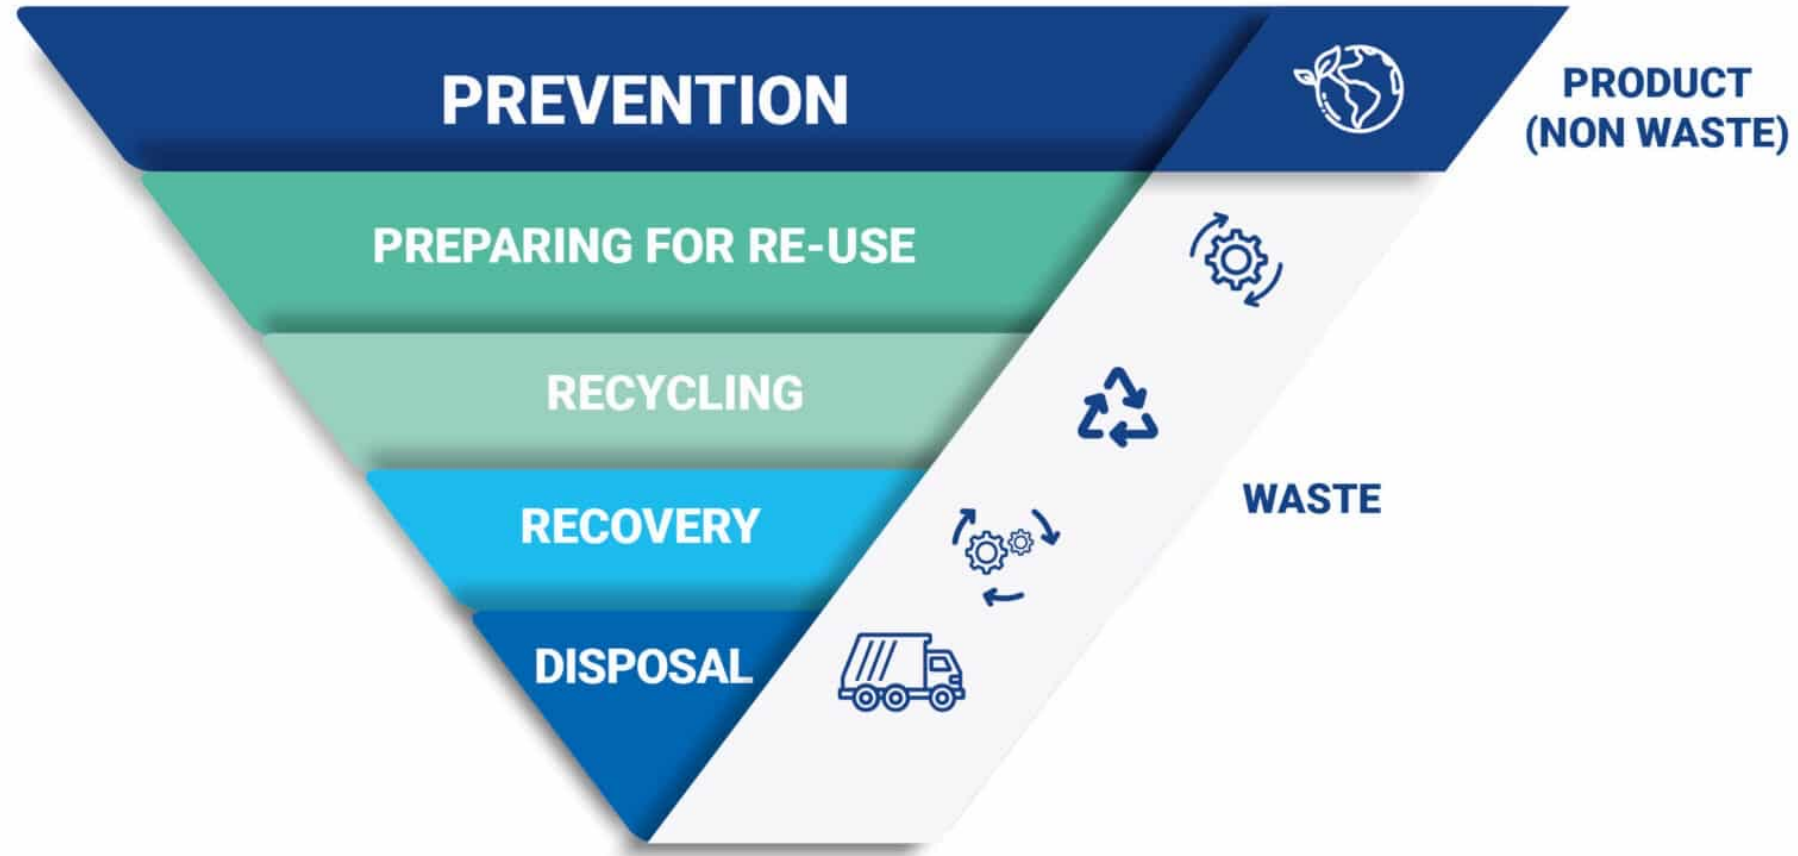 PREVENTION
PRODUCT
(NON WASTE)
PREPARING FOR RE-USE
RECYCLING
RECOVERY
WASTE
DISPOSAL